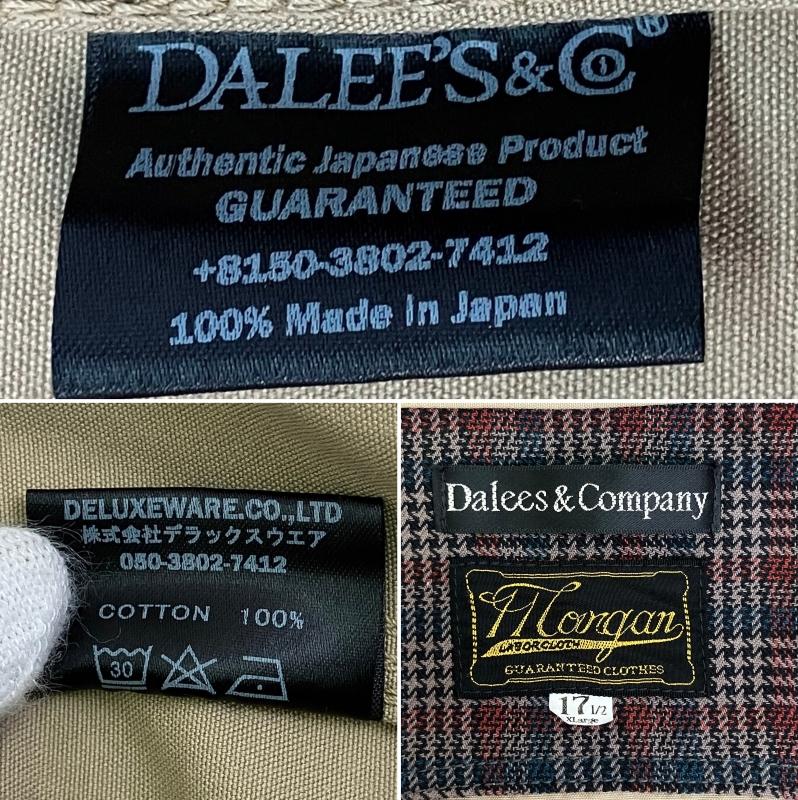 DALEE'S & Co®
Authentic Japanese Product
GUARANTEED
+8150-3802-7412
100% Made In Japan
DELUXEWARE.CO.,LTD
株式会社デラックスウエア
050-3802-7412
COTTON 100%
30
Dalees & Company
Morgan
LABORCLOTH
GUARANTEED CLOTHES
17 1/2
XLarge